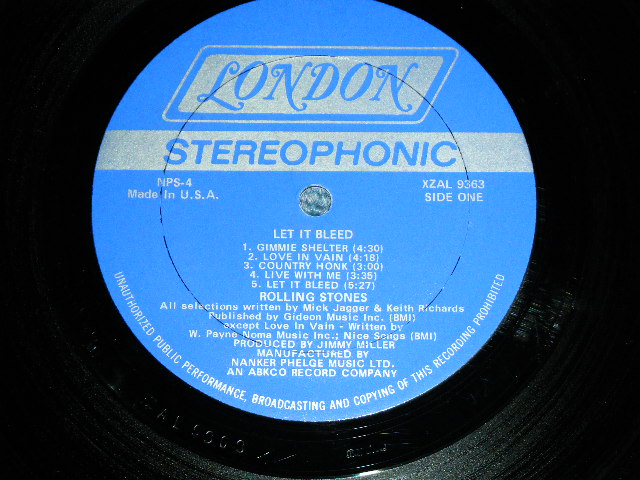 LONDON
STEREOPHONIC
NPS-4
Made In U.S.A.
XZAL 9363
SIDE ONE
LET IT BLEED
1. GIMMIE SHELTER (4:30)
2. LOVE IN VAIN (4:18)
3. COUNTRY HONK (3:00)
4. LIVE WITH ME (3:35)
5. LET IT BLEED (5:27)
ROLLING STONES
All selections written by Mick Jagger & Keith Richards
Published by Gideon Music Inc. (BMI)
except Love In Vain - Written by
W. Payne Noma Music Inc.; Nice Songs (BMI)
PRODUCED BY JIMMY MILLER
MANUFACTURED BY
NANKER PHELGE MUSIC LTD.
AN ABKCO RECORD COMPANY
UNAUTHORIZED PUBLIC PERFORMANCE, BROADCASTING AND COPYING OF THIS RECORDING PROHIBITED